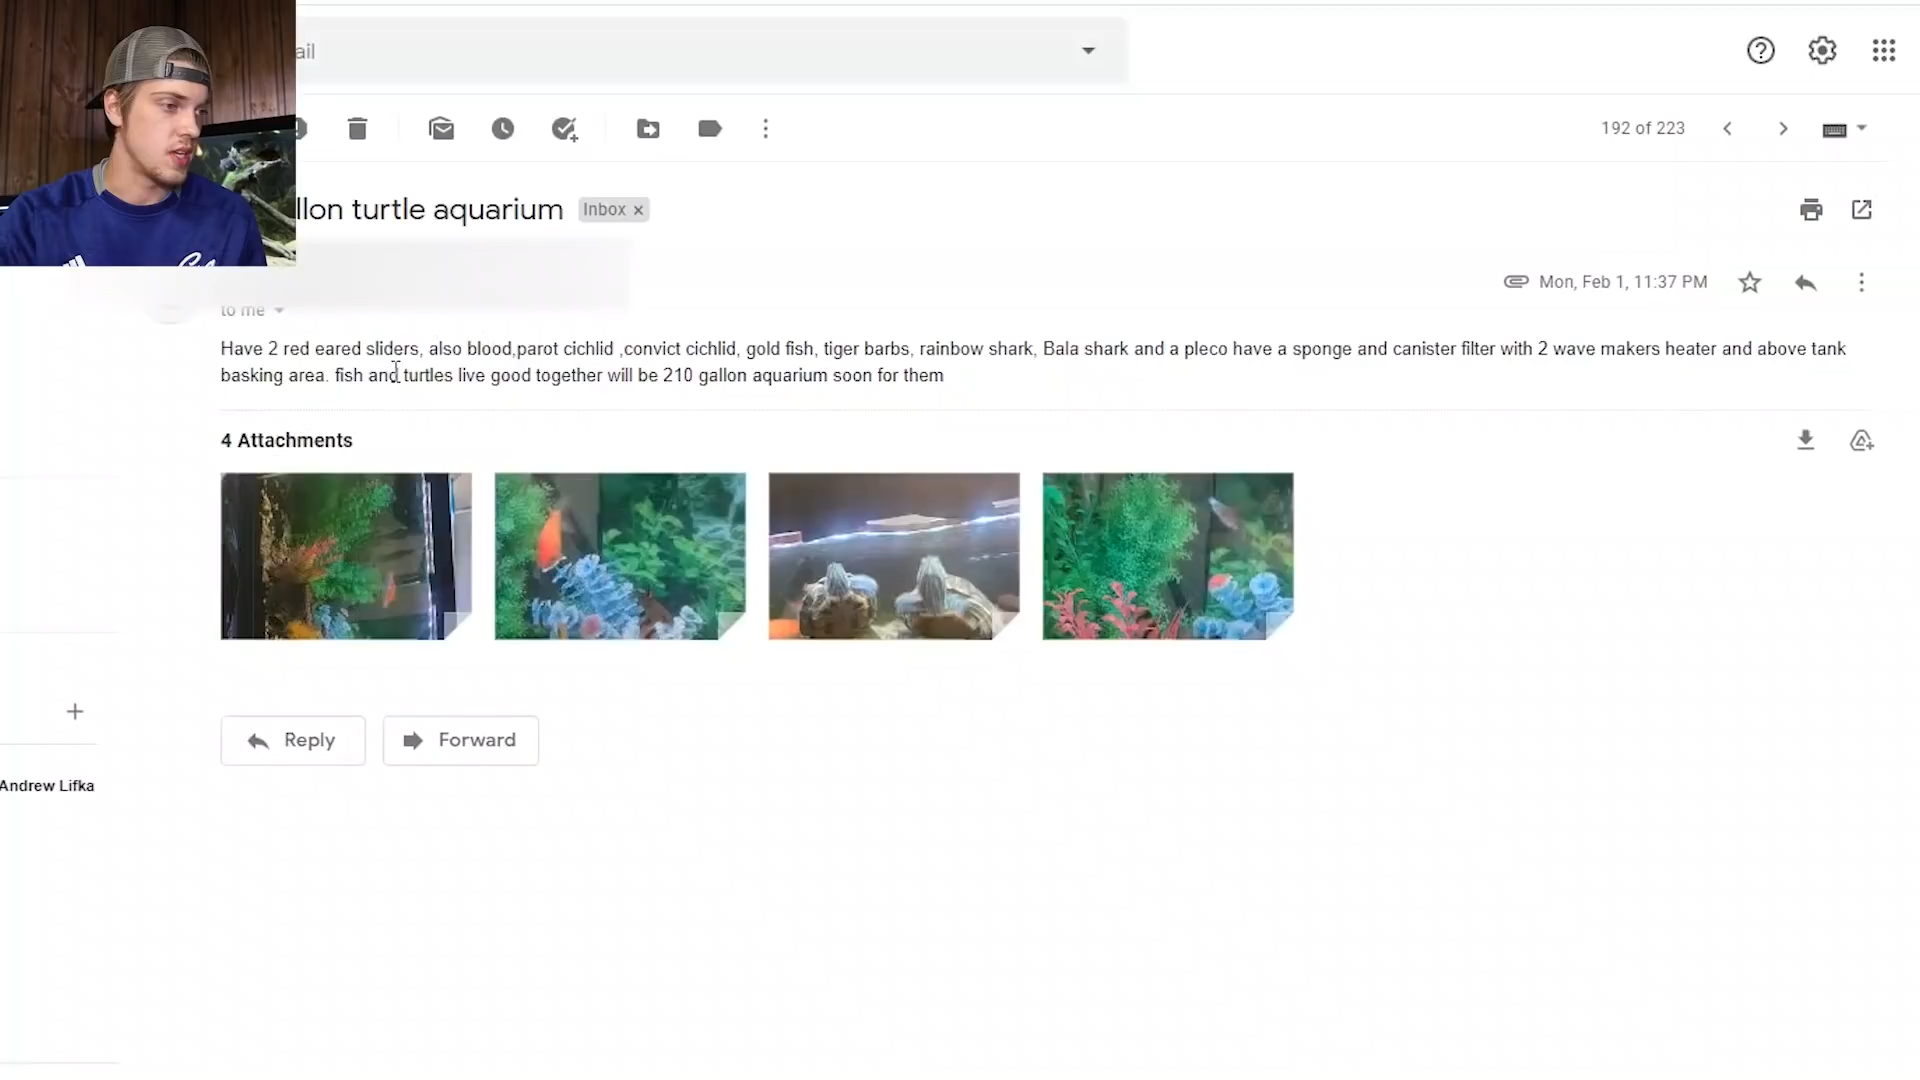 ail
192 of 223
llon turtle aquarium Inbox x
Mon, Feb 1, 11:37 PM
to me
Have 2 red eared sliders, also blood,parot cichlid ,convict cichlid, gold fish, tiger barbs, rainbow shark, Bala shark and a pleco have a sponge and canister filter with 2 wave makers heater and above tank
basking area. fish and turtles live good together will be 210 gallon aquarium soon for them
4 Attachments
Reply Forward
Andrew Lifka